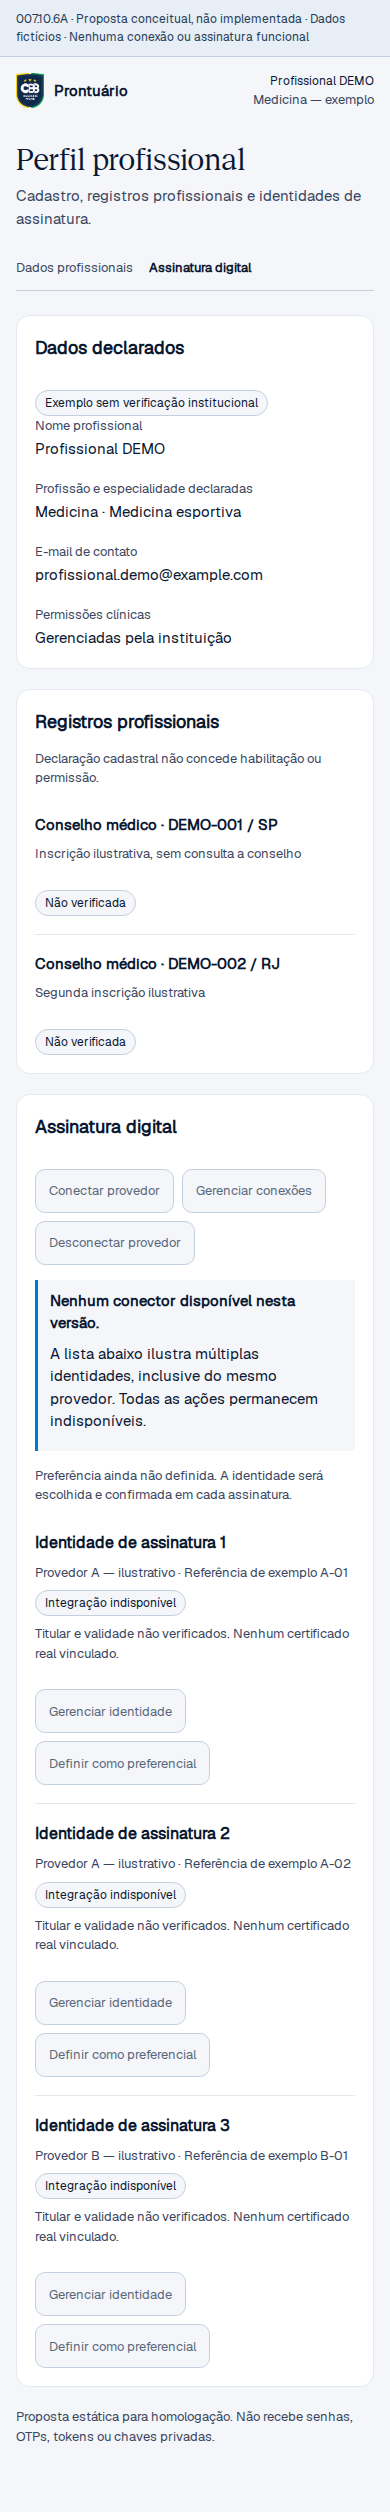 007.10.6A · Proposta conceitual, não implementada · Dados
fictícios · Nenhuma conexão ou assinatura funcional
CBB
Prontuário
Profissional DEMO
Medicina — exemplo
Perfil profissional
Cadastro, registros profissionais e identidades de
assinatura.
Dados profissionais
Assinatura digital
Dados declarados
Exemplo sem verificação institucional
Nome profissional
Profissional DEMO
Profissão e especialidade declaradas
Medicina · Medicina esportiva
E-mail de contato
profissional.demo@example.com
Permissões clínicas
Gerenciadas pela instituição
Registros profissionais
Declaração cadastral não concede habilitação ou
permissão.
Conselho médico · DEMO-001 / SP
Inscrição ilustrativa, sem consulta a conselho
Não verificada
Conselho médico · DEMO-002 / RJ
Segunda inscrição ilustrativa
Não verificada
Assinatura digital
Conectar provedor
Gerenciar conexões
Desconectar provedor
Nenhum conector disponível nesta
versão.
A lista abaixo ilustra múltiplas
identidades, inclusive do mesmo
provedor. Todas as ações permanecem
indisponíveis.
Preferência ainda não definida. A identidade será
escolhida e confirmada em cada assinatura.
Identidade de assinatura 1
Provedor A — ilustrativo · Referência de exemplo A-01
Integração indisponível
Titular e validade não verificados. Nenhum certificado
real vinculado.
Gerenciar identidade
Definir como preferencial
Identidade de assinatura 2
Provedor A — ilustrativo · Referência de exemplo A-02
Integração indisponível
Titular e validade não verificados. Nenhum certificado
real vinculado.
Gerenciar identidade
Definir como preferencial
Identidade de assinatura 3
Provedor B — ilustrativo · Referência de exemplo B-01
Integração indisponível
Titular e validade não verificados. Nenhum certificado
real vinculado.
Gerenciar identidade
Definir como preferencial
Proposta estática para homologação. Não recebe senhas,
OTPs, tokens ou chaves privadas.